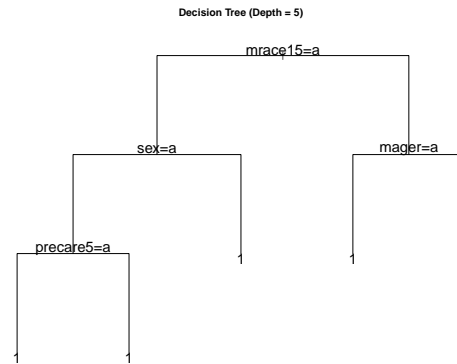 Decision Tree (Depth = 5)
mrace15=a
sex=a
mager=a
precare5=a
1
1
1
1